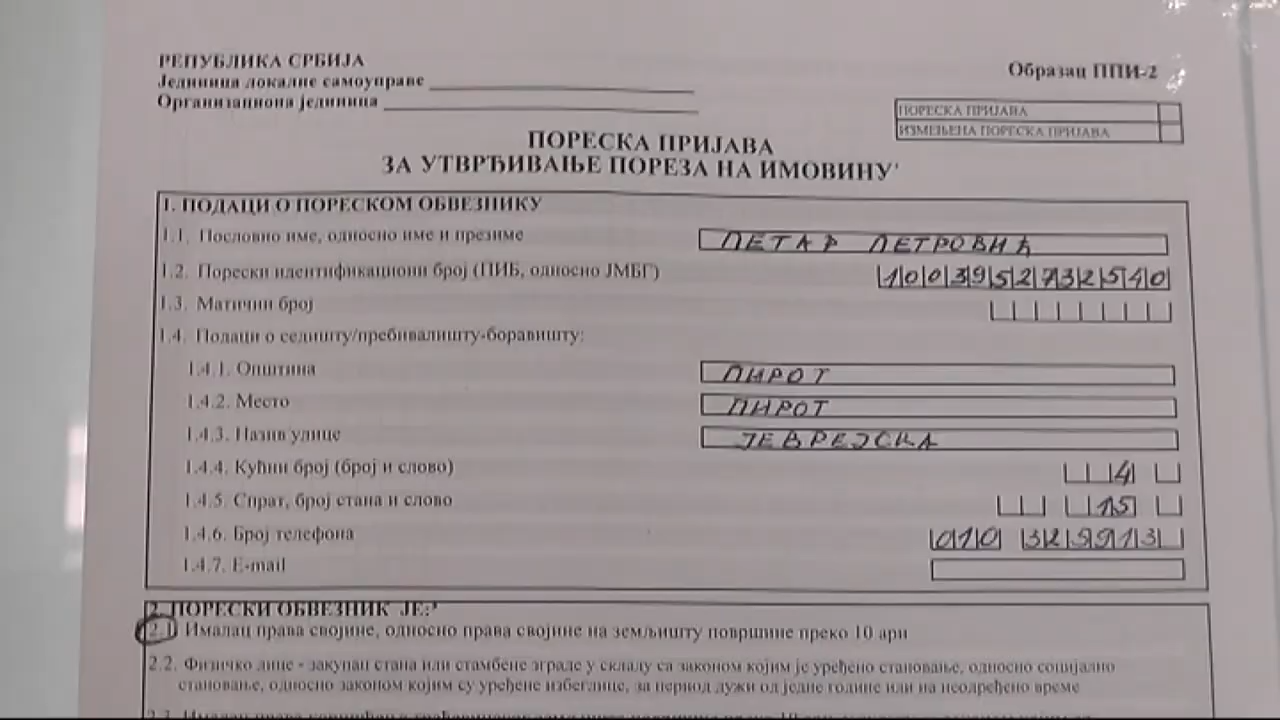 РЕПУБЛИКА СРБИЈА
Јединица локалне самоуправе
Организациона јединица
Образац ППИ-2
ПОРЕСКА ПРИЈАВА
ИЗМЕЊЕНА ПОРЕСКА ПРИЈАВА
ПОРЕСКА ПРИЈАВА
ЗА УТВРЂИВАЊЕ ПОРЕЗА НА ИМОВИНУ
1. ПОДАЦИ О ПОРЕСКОМ ОБВЕЗНИКУ
1.1. Пословно име, односно име и презиме ПЕТАР ПЕТРОВИЋ
1.2. Порески идентификациони број (ПИБ, односно ЈМБГ) 1003952732540
1.3. Матични број
1.4. Подаци о седишту/пребивалишту-боравишту:
1.4.1. Општина ПИРОТ
1.4.2. Место ПИРОТ
1.4.3. Назив улице ЈЕВРЕЈСКА
1.4.4. Кућни број (број и слово) 4
1.4.5. Спрат, број стана и слово 15
1.4.6. Број телефона 010 329913
1.4.7. E-mail
2. ПОРЕСКИ ОБВЕЗНИК ЈЕ:
2.1 Ималац права својине, односно права својине на земљишту површине преко 10 ари
2.2. Физичко лице - закупац стана или стамбене зграде у складу са законом којим је уређено становање, односно социјално
становање, односно законом којим су уређене избеглице, за период дужи од једне године или на неодређено време